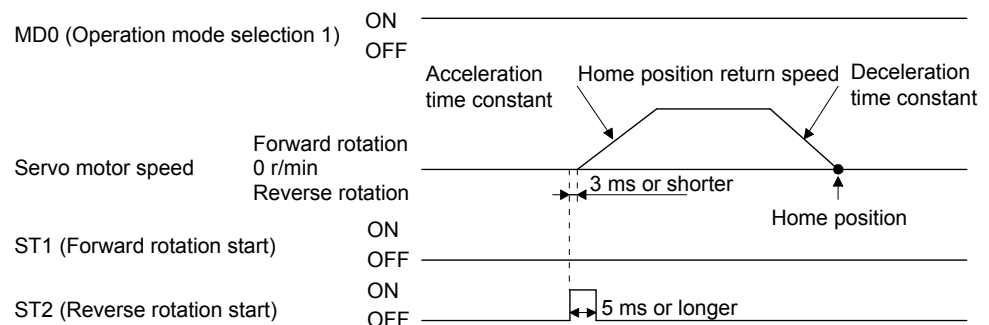 MD0 (Operation mode selection 1)
ON
OFF
Acceleration
time constant
Home position return speed
Deceleration
time constant
Servo motor speed
Forward rotation
0 r/min
Reverse rotation
3 ms or shorter
Home position
ST1 (Forward rotation start)
ON
OFF
ST2 (Reverse rotation start)
ON
OFF
5 ms or longer